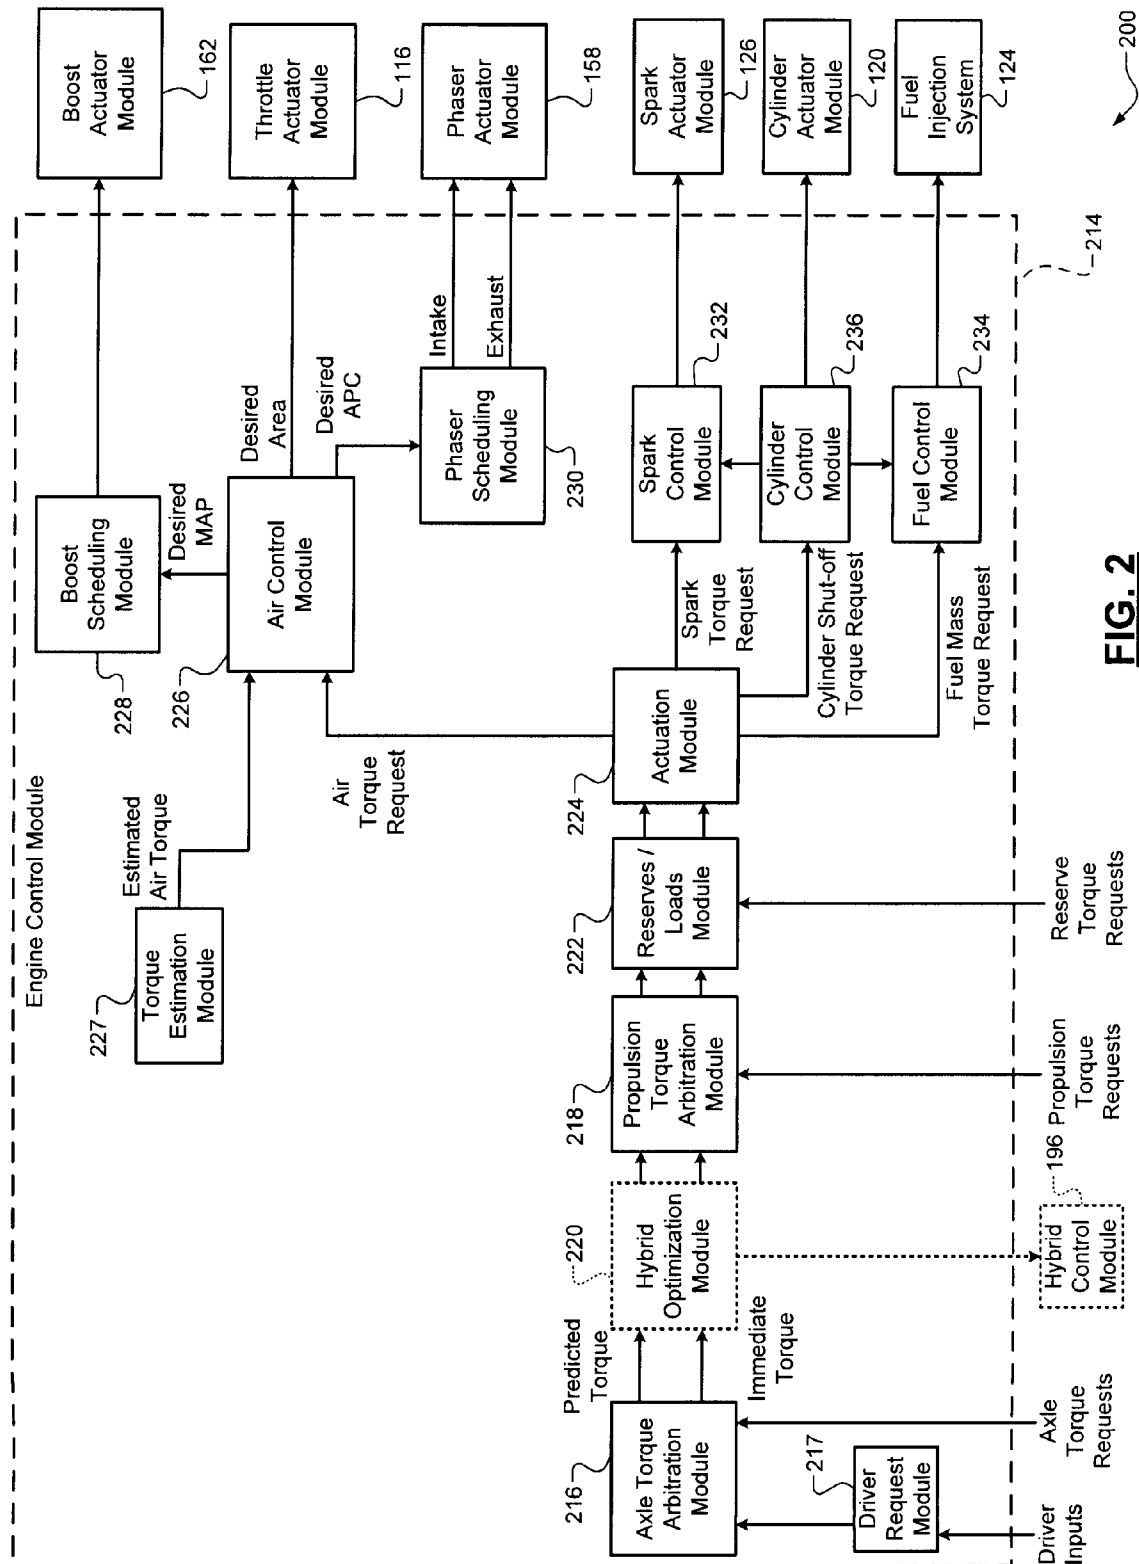 Engine Control Module
Boost
Actuator
Module
162
Throttle
Actuator
Module
116
Phaser
Actuator
Module
158
Spark
Actuator
Module
126
Cylinder
Actuator
Module
120
Fuel
Injection
System
124
200
214
Boost
Scheduling
Module
228
Desired
MAP
Air Control
Module
226
Desired
Area
Desired
APC
Phaser
Scheduling
Module
230
Intake
Exhaust
Torque
Estimation
Module
227
Estimated
Air Torque
Air
Torque
Request
Spark
Control
Module
232
Cylinder
Control
Module
236
Fuel Control
Module
234
Spark
Torque
Request
Cylinder Shut-off
Torque Request
Fuel Mass
Torque Request
Actuation
Module
224
Reserves /
Loads
Module
222
Reserve
Torque
Requests
Propulsion
Torque
Arbitration
Module
218
Propulsion
Torque
Requests
Hybrid
Optimization
Module
220
Hybrid
Control
Module
196
Predicted
Torque
Immediate
Torque
Axle Torque
Arbitration
Module
216
Axle
Torque
Requests
Driver
Request
Module
217
Driver
Inputs
FIG. 2